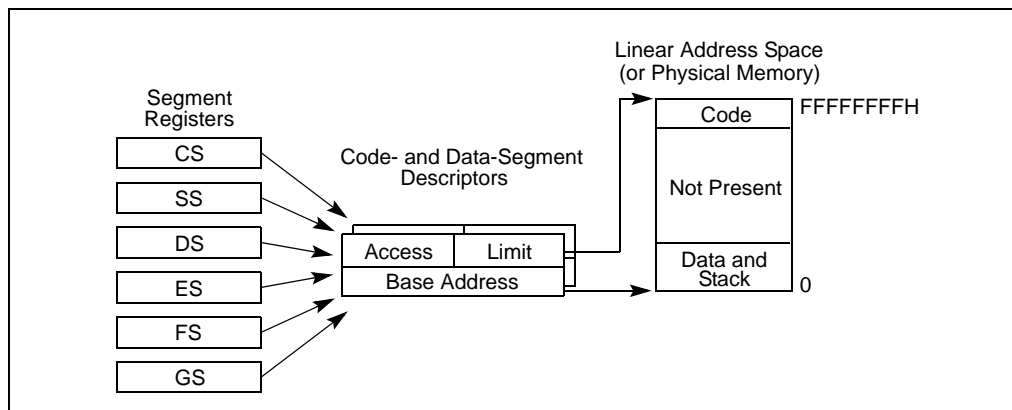 Linear Address Space
(or Physical Memory)
Segment
Registers
CS
SS
DS
ES
FS
GS
Code- and Data-Segment
Descriptors
Access
Limit
Base Address
Code
FFFFFFFFH
Not Present
Data and
Stack
0